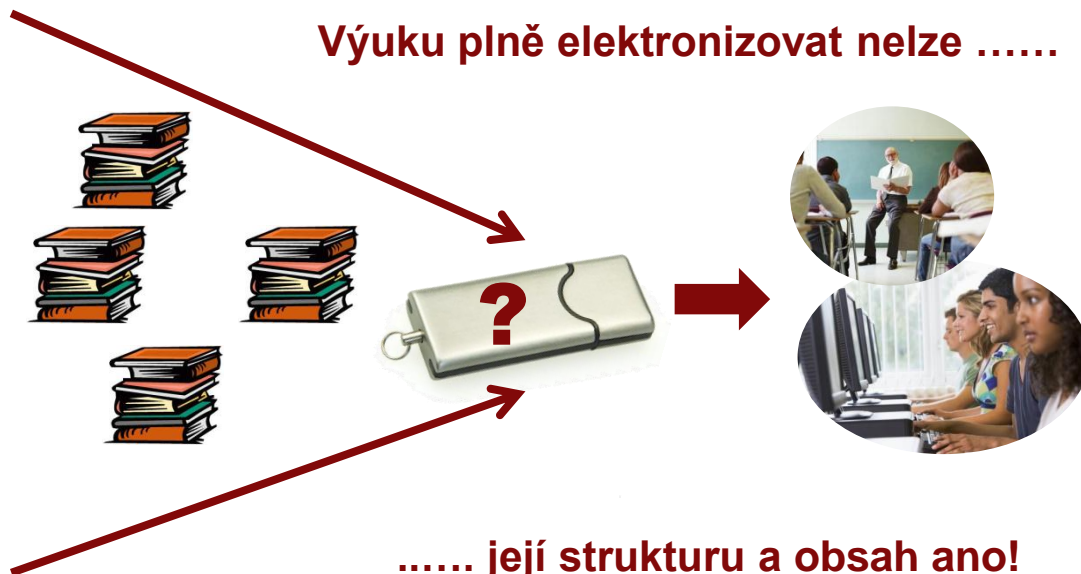 Výuku plně elektronizovat nelze ……
?
…... její strukturu a obsah ano!